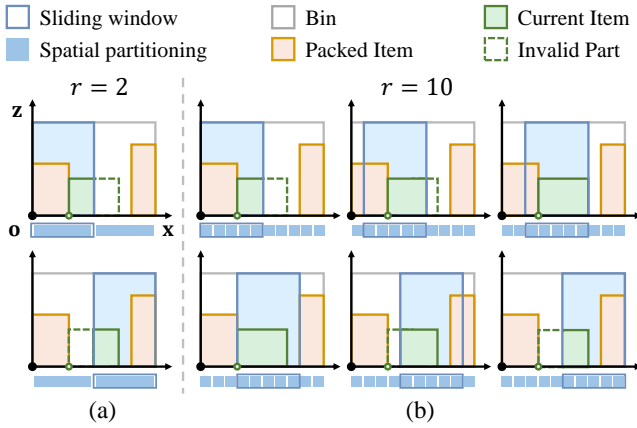 Sliding window Bin Current Item
Spatial partitioning Packed Item Invalid Part
r = 2 r = 10
z
o x
(a) (b)